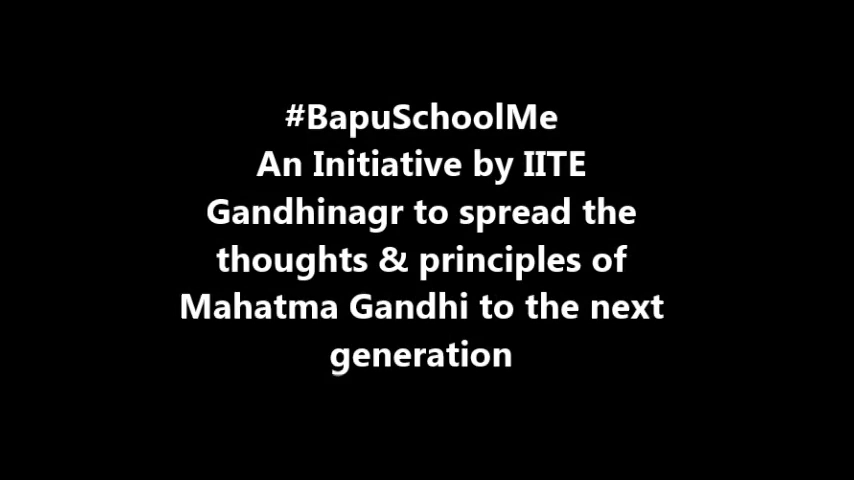 #BapuSchoolMe
An Initiative by IITE
Gandhinagr to spread the
thoughts & principles of
Mahatma Gandhi to the next
generation